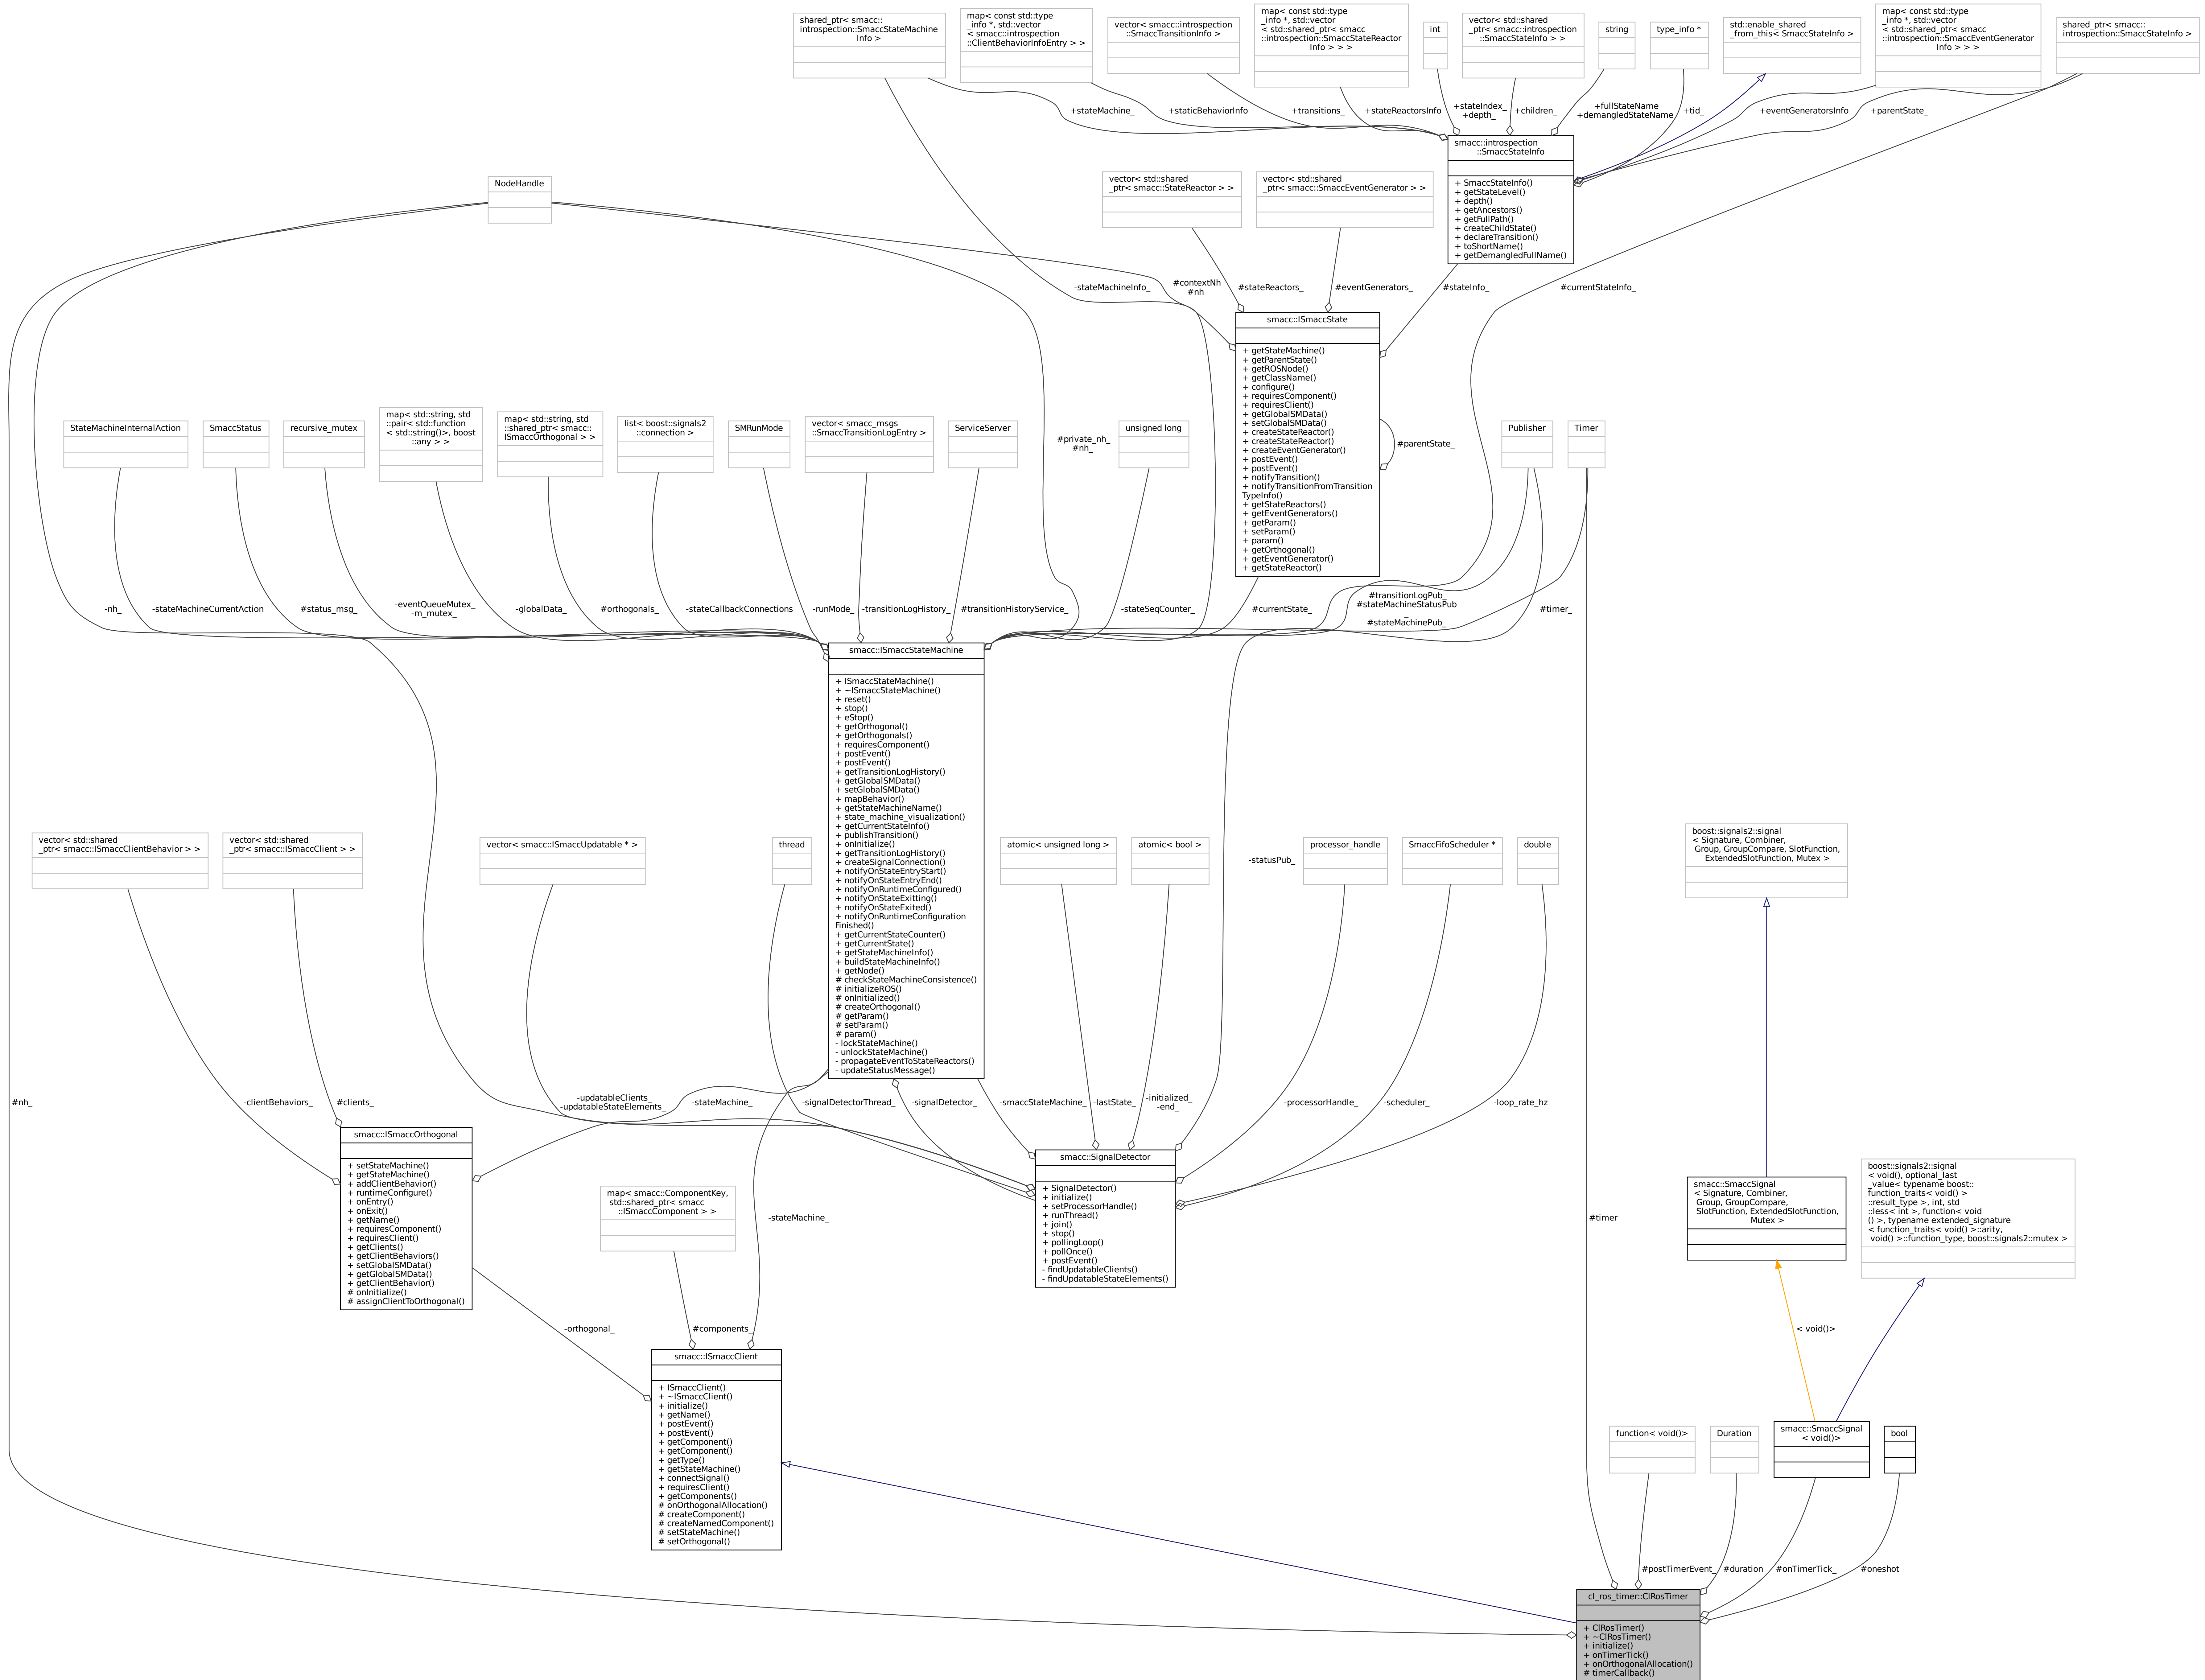 shared_ptr< smacc::
introspection::SmaccStateMachine
Info >
map< const std::type
_info *, std::vector
< smacc::introspection
::ClientBehaviorInfoEntry > >
vector< smacc::introspection
::SmaccTransitionInfo >
map< const std::type
_info *, std::vector
< std::shared_ptr< smacc
::introspection::SmaccStateReactor
Info > > >
int
vector< std::shared
_ptr< smacc::introspection
::SmaccStateInfo > >
string
type_info *
std::enable_shared
_from_this< SmaccStateInfo >
map< const std::type
_info *, std::vector
< std::shared_ptr< smacc
::introspection::SmaccEventGenerator
Info > > >
shared_ptr< smacc::
introspection::SmaccStateInfo >
+stateMachine_
+staticBehaviorInfo
+transitions_
+stateReactorsInfo
+stateIndex_
+depth_
+children_
+fullStateName
+demangledStateName
+tid_
+eventGeneratorsInfo
+parentState_
smacc::introspection
::SmaccStateInfo
+ SmaccStateInfo()
+ getStateLevel()
+ depth()
+ getAncestors()
+ getFullPath()
+ createChildState()
+ declareTransition()
+ toShortName()
+ getDemangledFullName()
NodeHandle
vector< std::shared
_ptr< smacc::StateReactor > >
vector< std::shared
_ptr< smacc::SmaccEventGenerator > >
-stateMachineInfo_
#contextNh
#nh
#stateReactors_
#eventGenerators_
#stateInfo_
#currentStateInfo_
smacc::ISmaccState
+ getStateMachine()
+ getParentState()
+ getROSNode()
+ getClassName()
+ configure()
+ requiresComponent()
+ requiresClient()
+ getGlobalSMData()
+ setGlobalSMData()
+ createStateReactor()
+ createStateReactor()
+ createEventGenerator()
+ postEvent()
+ postEvent()
+ notifyTransition()
+ notifyTransitionFromTransition
TypeInfo()
+ getStateReactors()
+ getEventGenerators()
+ getParam()
+ setParam()
+ param()
+ getOrthogonal()
+ getEventGenerator()
+ getStateReactor()
#parentState_
StateMachineInternalAction
SmaccStatus
recursive_mutex
map< std::string, std
::pair< std::function
< std::string()>, boost
::any > >
map< std::string, std
::shared_ptr< smacc::
ISmaccOrthogonal > >
list< boost::signals2
::connection >
SMRunMode
vector< smacc_msgs
::SmaccTransitionLogEntry >
ServiceServer
#private_nh_
#nh_
unsigned long
Publisher
Timer
-nh_
-stateMachineCurrentAction
#status_msg_
-eventQueueMutex_
-m_mutex_
-globalData_
#orthogonals_
-stateCallbackConnections
-runMode_
-transitionLogHistory_
#transitionHistoryService_
-stateSeqCounter_
#currentState_
#transitionLogPub_
#stateMachineStatusPub
_
#stateMachinePub_
#timer_
smacc::ISmaccStateMachine
+ ISmaccStateMachine()
+ ~ISmaccStateMachine()
+ reset()
+ stop()
+ eStop()
+ getOrthogonal()
+ getOrthogonals()
+ requiresComponent()
+ postEvent()
+ postEvent()
+ getTransitionLogHistory()
+ getGlobalSMData()
+ setGlobalSMData()
+ mapBehavior()
+ getStateMachineName()
+ state_machine_visualization()
+ getCurrentStateInfo()
+ publishTransition()
+ onInitialize()
+ getTransitionLogHistory()
+ createSignalConnection()
+ notifyOnStateEntryStart()
+ notifyOnStateEntryEnd()
+ notifyOnRuntimeConfigured()
+ notifyOnStateExitting()
+ notifyOnStateExited()
+ notifyOnRuntimeConfiguration
Finished()
+ getCurrentStateCounter()
+ getCurrentState()
+ getStateMachineInfo()
+ buildStateMachineInfo()
+ getNode()
# checkStateMachineConsistence()
# initializeROS()
# onInitialized()
# createOrthogonal()
# getParam()
# setParam()
# param()
- lockStateMachine()
- unlockStateMachine()
- propagateEventToStateReactors()
- updateStatusMessage()
vector< std::shared
_ptr< smacc::ISmaccClientBehavior > >
vector< std::shared
_ptr< smacc::ISmaccClient > >
vector< smacc::ISmaccUpdatable * >
thread
atomic< unsigned long >
atomic< bool >
-statusPub_
processor_handle
SmaccFifoScheduler *
double
boost::signals2::signal
< Signature, Combiner,
Group, GroupCompare, SlotFunction,
ExtendedSlotFunction, Mutex >
#nh_
-clientBehaviors_
#clients_
-updatableClients_
-updatableStateElements_
-stateMachine_
-signalDetectorThread_
-signalDetector_
-smaccStateMachine_
-lastState_
-initialized_
-end_
-processorHandle_
-scheduler_
-loop_rate_hz
smacc::ISmaccOrthogonal
+ setStateMachine()
+ getStateMachine()
+ addClientBehavior()
+ runtimeConfigure()
+ onEntry()
+ onExit()
+ getName()
+ requiresComponent()
+ requiresClient()
+ getClients()
+ getClientBehaviors()
+ setGlobalSMData()
+ getGlobalSMData()
+ getClientBehavior()
# onInitialize()
# assignClientToOrthogonal()
map< smacc::ComponentKey,
std::shared_ptr< smacc
::ISmaccComponent > >
-stateMachine_
smacc::SignalDetector
+ SignalDetector()
+ initialize()
+ setProcessorHandle()
+ runThread()
+ join()
+ stop()
+ pollingLoop()
+ pollOnce()
+ postEvent()
- findUpdatableClients()
- findUpdatableStateElements()
#timer
smacc::SmaccSignal
< Signature, Combiner,
Group, GroupCompare,
SlotFunction, ExtendedSlotFunction,
Mutex >
boost::signals2::signal
< void(), optional_last
_value< typename boost::
function_traits< void() >
::result_type >, int, std
::less< int >, function< void
() >, typename extended_signature
< function_traits< void() >::arity,
void() >::function_type, boost::signals2::mutex >
-orthogonal_
#components_
< void()>
smacc::ISmaccClient
+ ISmaccClient()
+ ~ISmaccClient()
+ initialize()
+ getName()
+ postEvent()
+ postEvent()
+ getComponent()
+ getComponent()
+ getType()
+ getStateMachine()
+ connectSignal()
+ requiresClient()
+ getComponents()
# onOrthogonalAllocation()
# createComponent()
# createNamedComponent()
# setStateMachine()
# setOrthogonal()
function< void()>
Duration
smacc::SmaccSignal
< void()>
bool
#postTimerEvent_
#duration
#onTimerTick_
#oneshot
cl_ros_timer::ClRosTimer
+ ClRosTimer()
+ ~ClRosTimer()
+ initialize()
+ onTimerTick()
+ onOrthogonalAllocation()
# timerCallback()